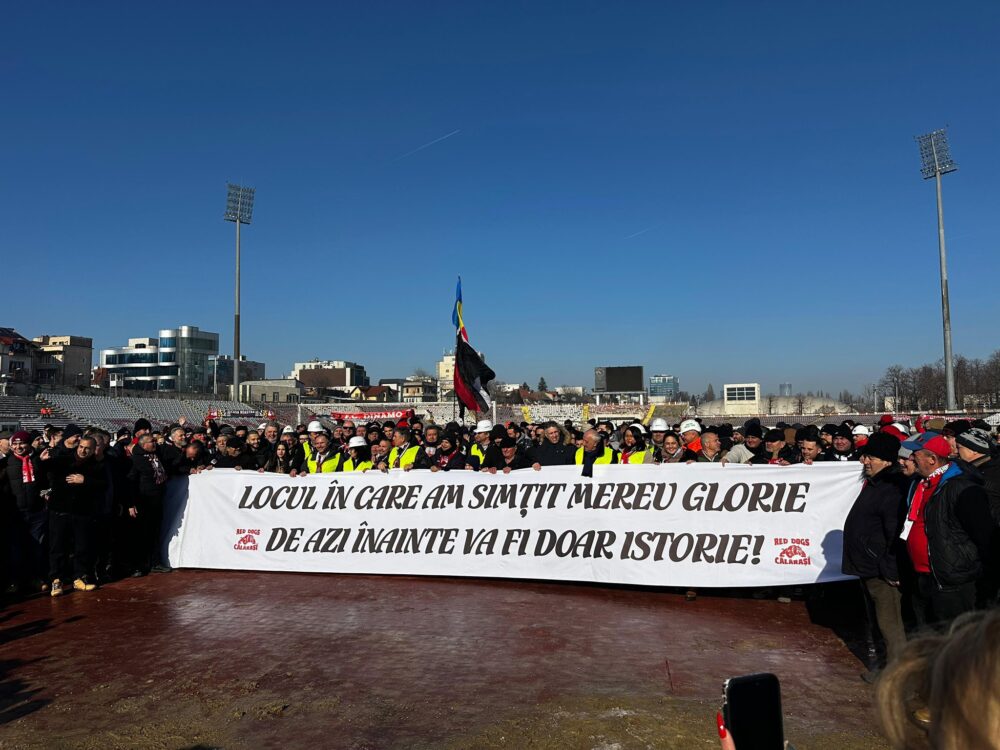 DINAMO
LOCUL ÎN CARE AM SIMȚIT MEREU GLORIE
DE AZI ÎNAINTE VA FI DOAR ISTORIE!
RED DOGS
CĂLĂRAȘI
RED DOGS
CĂLĂRAȘI